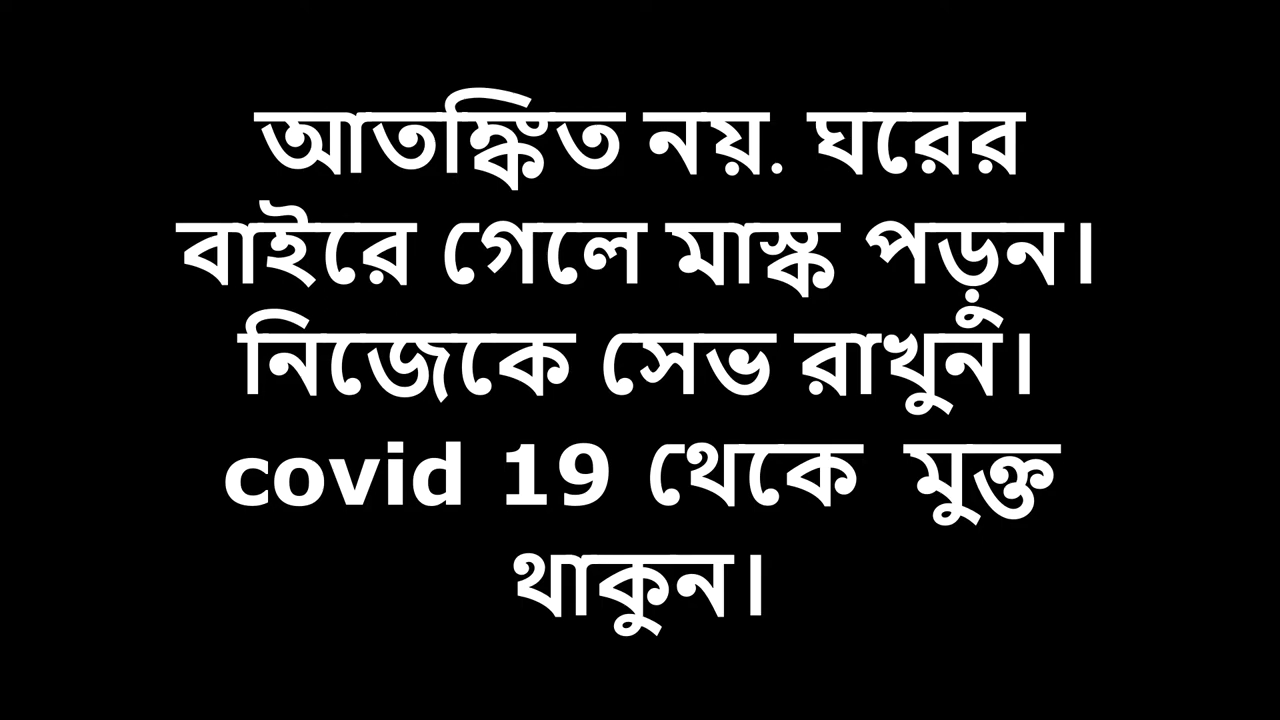 আতঙ্কিত নয়. ঘরের
বাইরে গেলে মাস্ক পড়ুন।
নিজেকে সেভ রাখুন।
covid 19 থেকে মুক্ত
থাকুন।